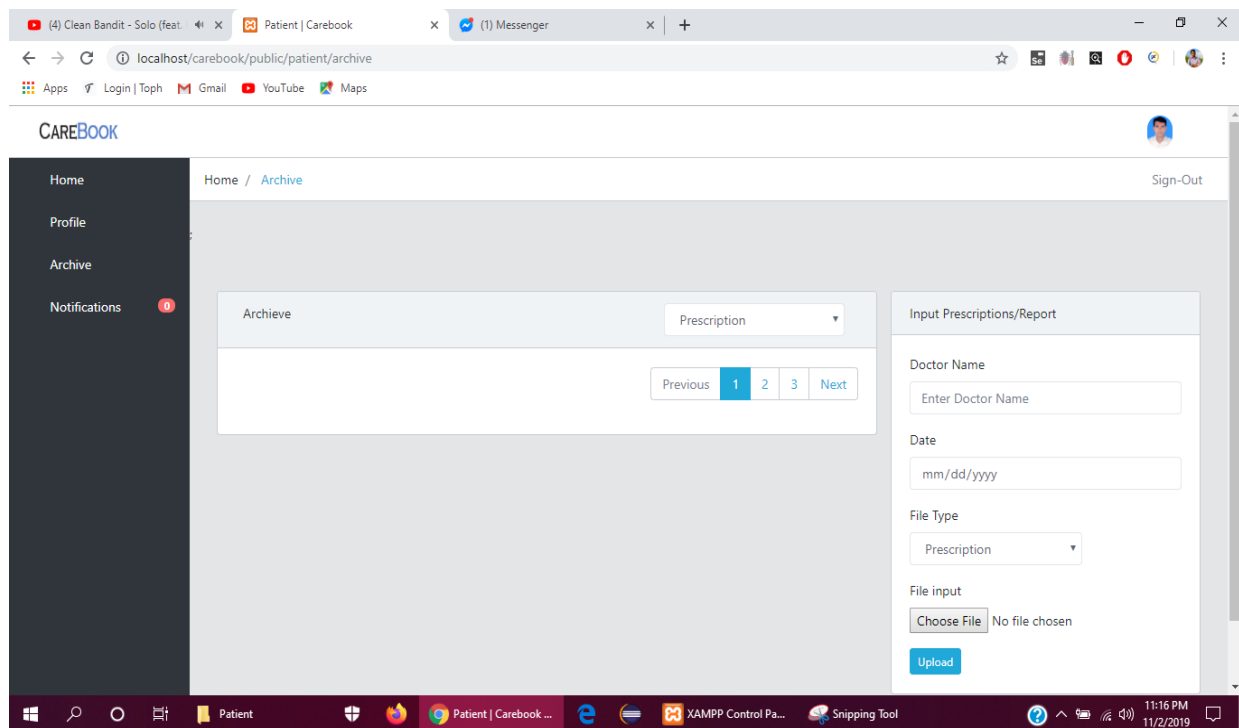 (4) Clean Bandit - Solo (feat.
Patient | Carebook
(1) Messenger
localhost/carebook/public/patient/archive
Se
Apps
Login | Toph
Gmail
YouTube
Maps
CAREBOOK
Home
Profile
Archive
Notifications 0
Home / Archive
Sign-Out
;
Archieve
Prescription
Previous 1 2 3 Next
Input Prescriptions/Report
Doctor Name
Enter Doctor Name
Date
mm/dd/yyyy
File Type
Prescription
File input
Choose File No file chosen
Upload
Patient
Patient | Carebook ...
XAMPP Control Pa...
Snipping Tool
11:16 PM
11/2/2019